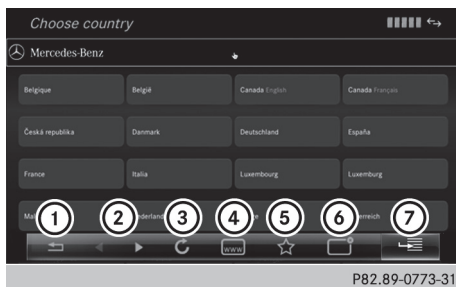 Choose country
Mercedes-Benz
Belgique België Canada English Canada Français
Česká republika Danmark Deutschland España
France Italia Luxembourg Luxemburg
1 2 3 4 5 6 7
www
P82.89-0773-31